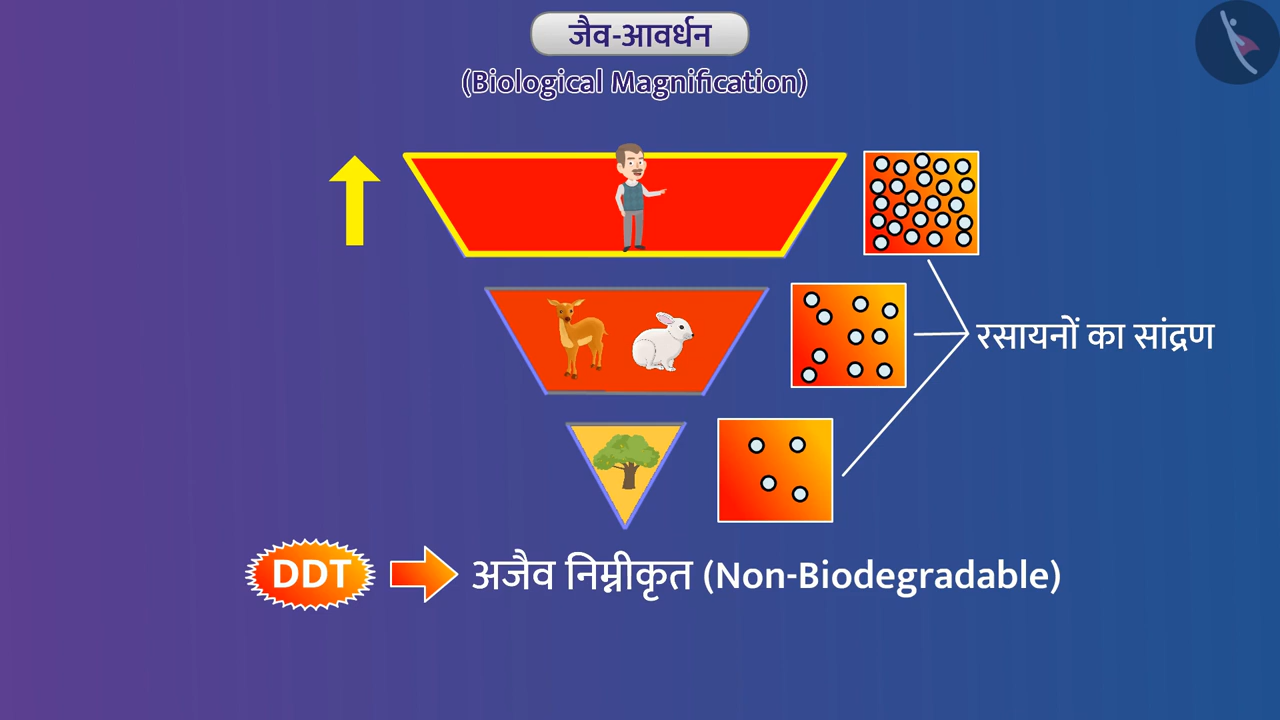 जैव-आवर्धन
(Biological Magnification)
रसायनों का सांद्रण
DDT
अजैव निम्नीकृत (Non-Biodegradable)